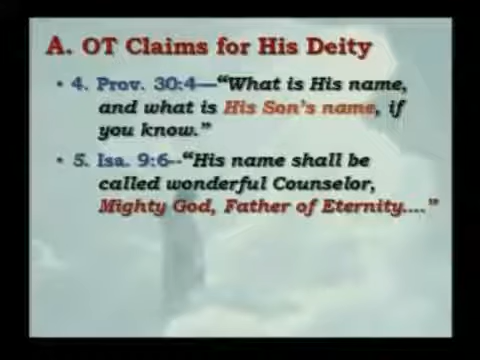 A. OT Claims for His Deity
• 4. Prov. 30:4—“What is His name,
and what is His Son's name, if
you know.”
• 5. Isa. 9:6--“His name shall be
called wonderful Counselor,
Mighty God, Father of Eternity....”